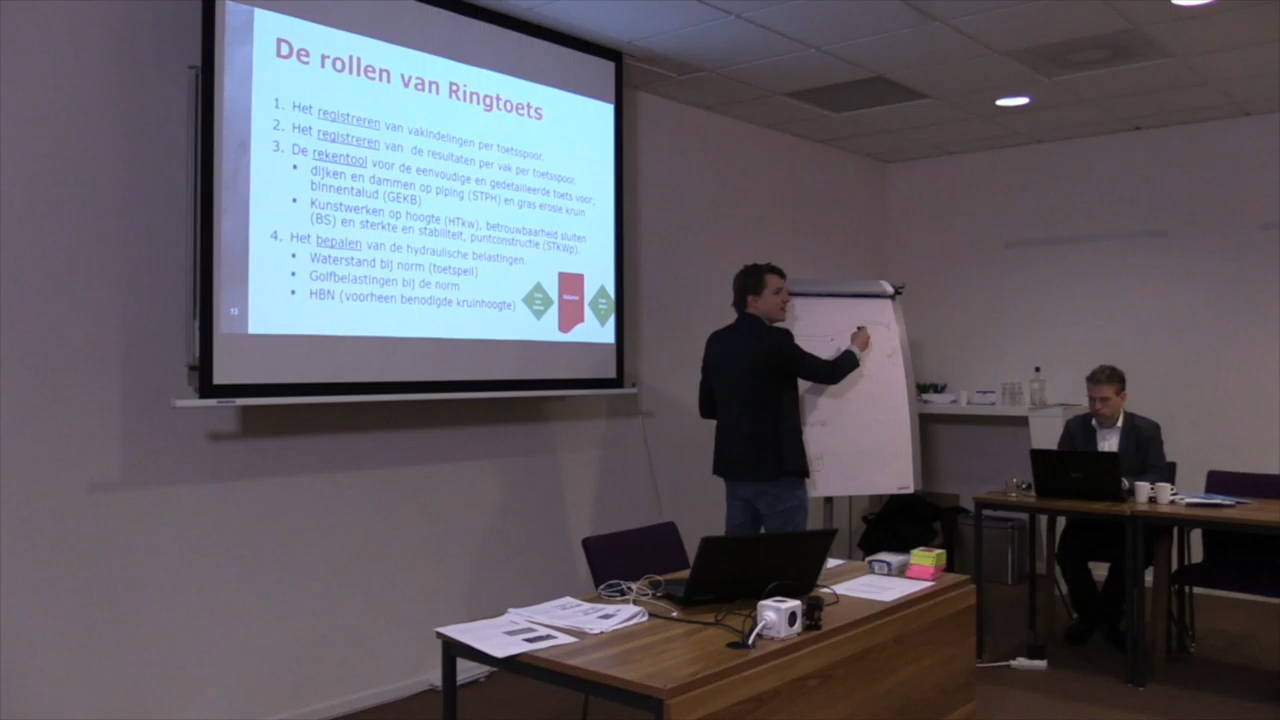 De rollen van Ringtoets
1. Het registreren van vakindelingen per toetsspoor.
2. Het registreren van de resultaten per vak per toetsspoor.
3. De rekentool voor de eenvoudige en gedetailleerde toets voor;
▪ dijken en dammen op piping (STPH) en gras erosie kruin
binnentalud (GEKB)
▪ Kunstwerken op hoogte (HTkw), betrouwbaarheid sluiten
(BS) en sterkte en stabiliteit, puntconstructie (STKWp).
4. Het bepalen van de hydraulische belastingen.
▪ Waterstand bij norm (toetspeil)
▪ Golfbelastingen bij de norm
▪ HBN (voorheen benodigde kruinhoogte)
15